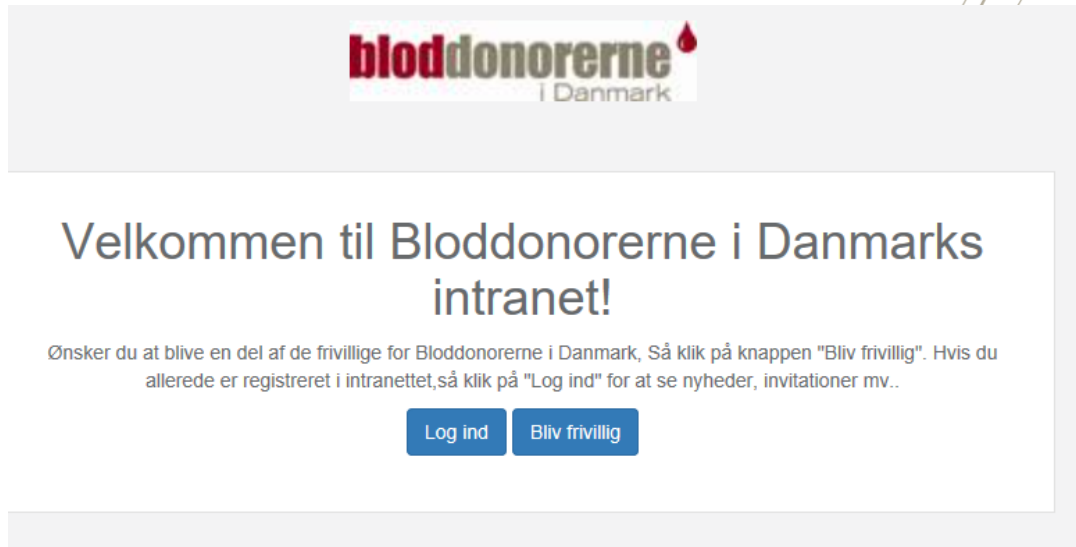 bloddonorerne
i Danmark
Velkommen til Bloddonorerne i Danmarks
intranet!
Ønsker du at blive en del af de frivillige for Bloddonorerne i Danmark, Så klik på knappen "Bliv frivillig". Hvis du
allerede er registreret i intranettet,så klik på "Log ind" for at se nyheder, invitationer mv..
Log ind Bliv frivillig